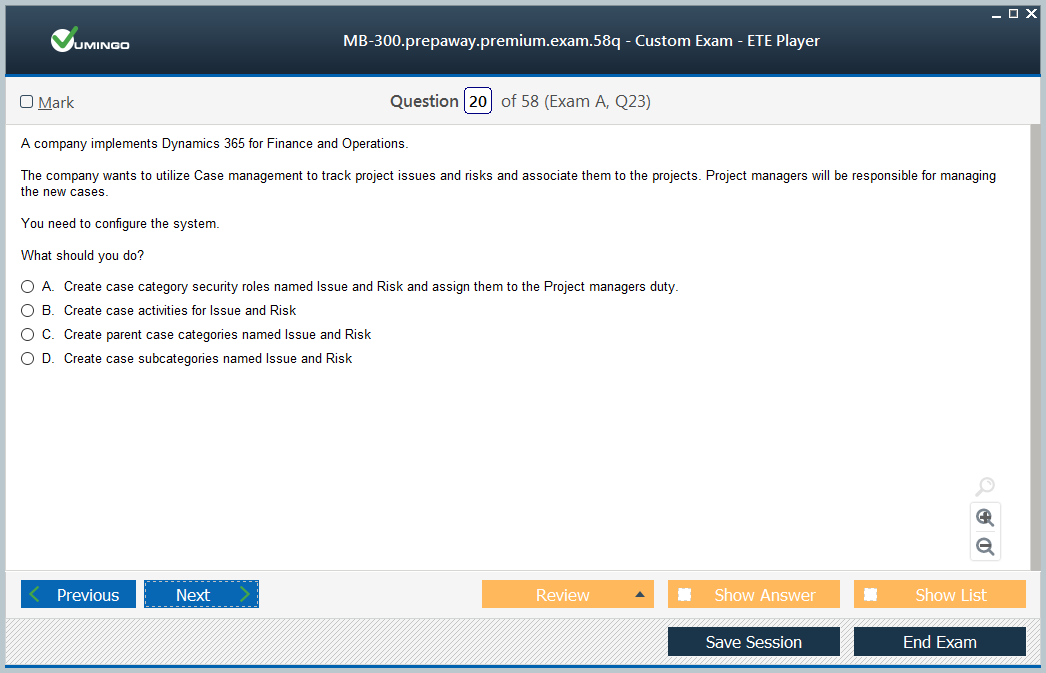 VUMINGO
MB-300.prepaway.premium.exam.58q - Custom Exam - ETE Player
Mark
Question 20 of 58 (Exam A, Q23)
A company implements Dynamics 365 for Finance and Operations.
The company wants to utilize Case management to track project issues and risks and associate them to the projects. Project managers will be responsible for managing
the new cases.
You need to configure the system.
What should you do?
A. Create case category security roles named Issue and Risk and assign them to the Project managers duty.
B. Create case activities for Issue and Risk
C. Create parent case categories named Issue and Risk
D. Create case subcategories named Issue and Risk
Previous
Next
Review
Show Answer
Show List
Save Session
End Exam